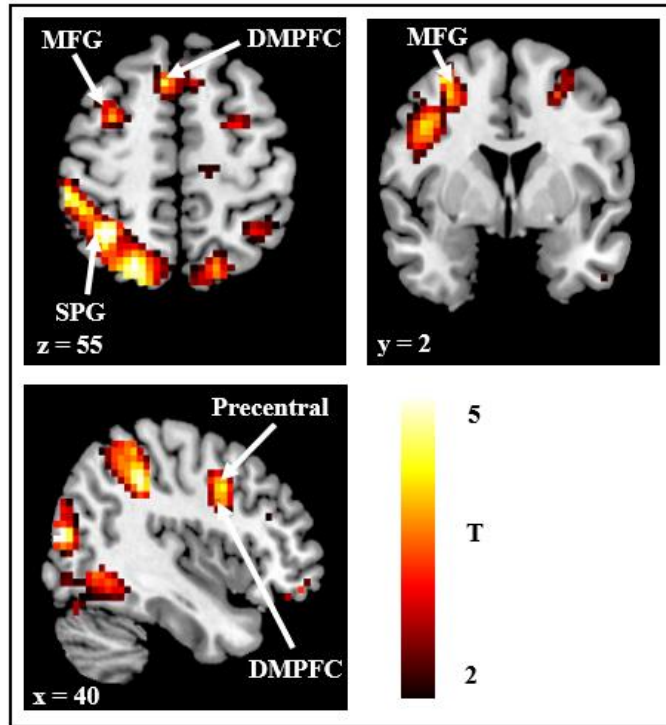 MFG
DMPFC
SPG
z = 55
MFG
y = 2
Precentral
DMPFC
x = 40
5
T
2